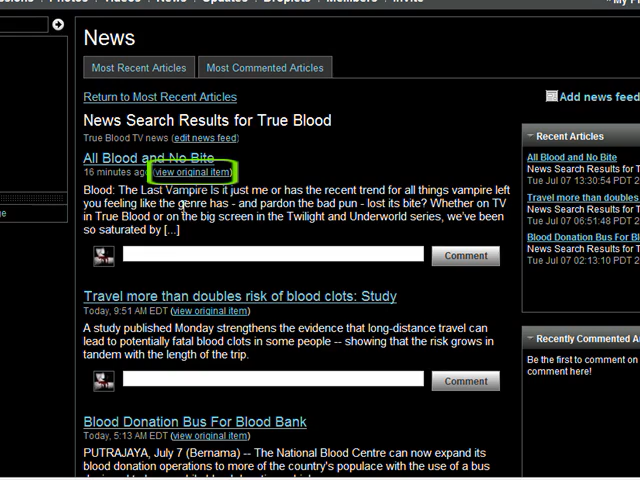 Photos
News
Members
Invite
News
Most Recent Articles
Most Commented Articles
Return to Most Recent Articles
Add news feed
News Search Results for True Blood
True Blood TV news (edit news feed)
All Blood and No Bite
16 minutes ago (view original item)
Blood: The Last Vampire Is it just me or has the recent trend for all things vampire left
you feeling like the genre has - and pardon the bad pun - lost its bite? Whether on TV
in True Blood or on the big screen in the Twilight and Underworld series, we've been
so saturated by [...]
Comment
Travel more than doubles risk of blood clots: Study
Today, 9:51 AM EDT (view original item)
A study published Monday strengthens the evidence that long-distance travel can
lead to potentially fatal blood clots in some people -- showing that the risk grows in
tandem with the length of the trip.
Comment
Blood Donation Bus For Blood Bank
Today, 5:13 AM EDT (view original item)
PUTRAJAYA, July 7 (Bernama) -- The National Blood Centre can now expand its
blood donation operations to more of the country's populace with the use of a bus
Recent Articles
All Blood and No Bite
News Search Results for T
Tue Jul 07 13:30:54 PDT 2
Travel more than doubles
News Search Results for T
Tue Jul 07 06:51:48 PDT 2
Blood Donation Bus For Bl
News Search Results for T
Tue Jul 07 02:13:10 PDT 2
Recently Commented A
Be the first to comment on
comment here!